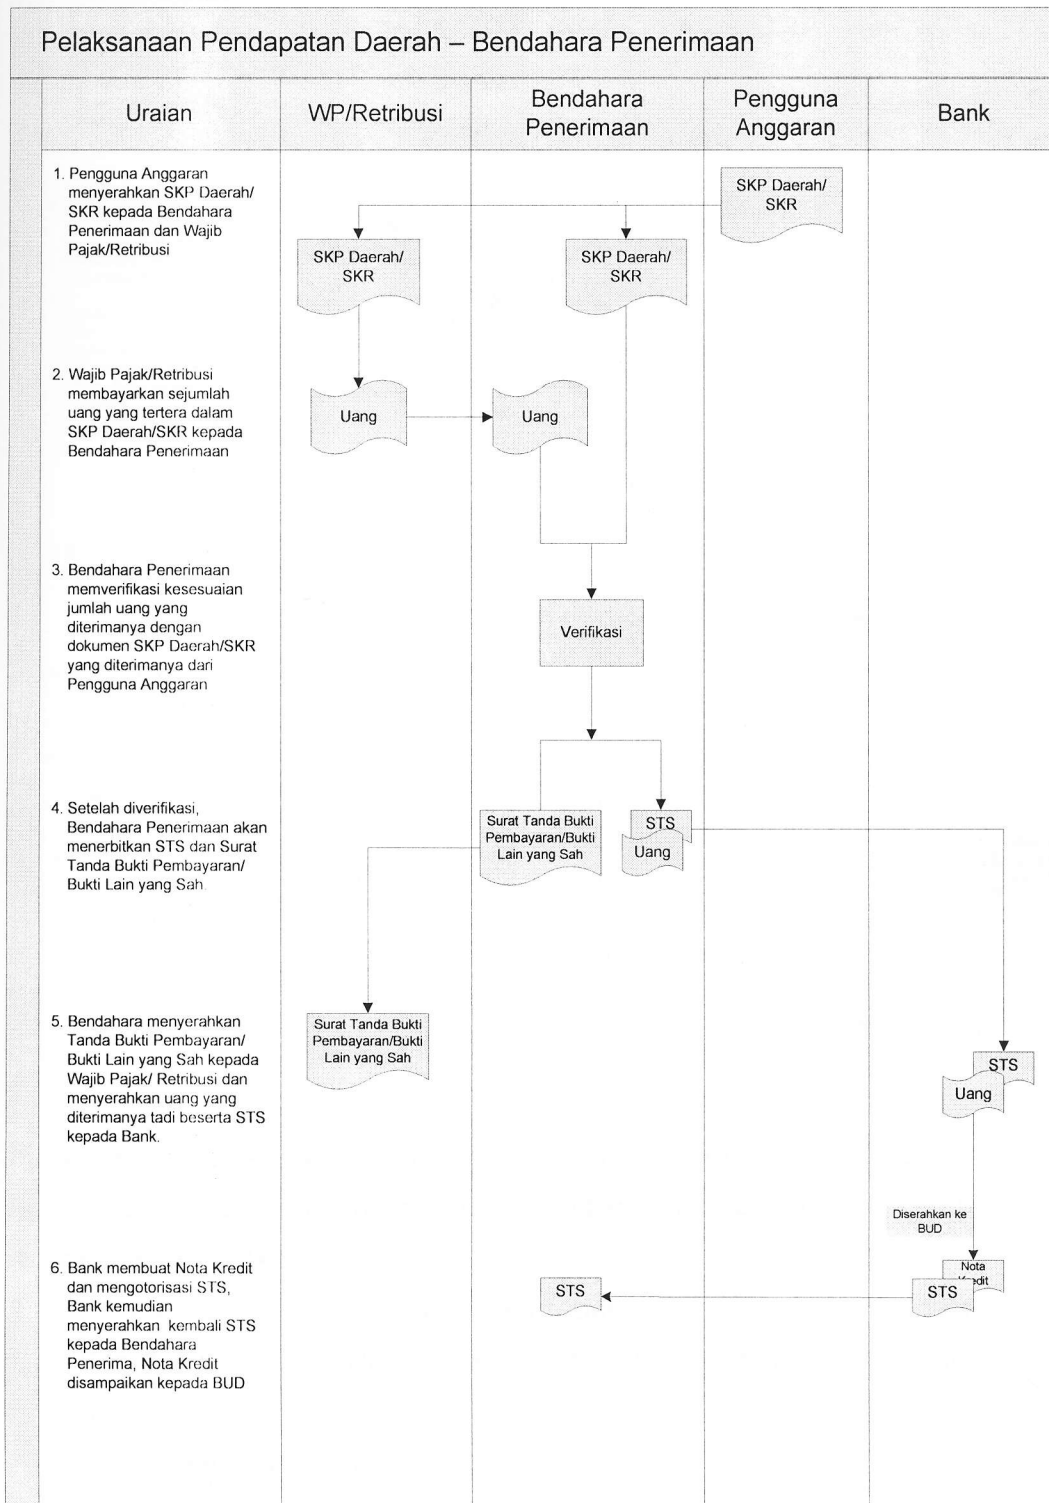 Pelaksanaan Pendapatan Daerah – Bendahara Penerimaan
Uraian
WP/Retribusi
Bendahara
Penerimaan
Pengguna
Anggaran
Bank
1. Pengguna Anggaran
menyerahkan SKP Daerah/
SKR kepada Bendahara
Penerimaan dan Wajib
Pajak/Retribusi
SKP Daerah/
SKR
SKP Daerah/
SKR
SKP Daerah/
SKR
2. Wajib Pajak/Retribusi
membayarkan sejumlah
uang yang tertera dalam
SKP Daerah/SKR kepada
Bendahara Penerimaan
Uang
Uang
3. Bendahara Penerimaan
memverifikasi kesesuaian
jumlah uang yang
diterimanya dengan
dokumen SKP Daerah/SKR
yang diterimanya dari
Pengguna Anggaran
Verifikasi
4. Setelah diverifikasi,
Bendahara Penerimaan akan
menerbitkan STS dan Surat
Tanda Bukti Pembayaran/
Bukti Lain yang Sah
Surat Tanda Bukti
Pembayaran/Bukti
Lain yang Sah
STS
Uang
5. Bendahara menyerahkan
Tanda Bukti Pembayaran/
Bukti Lain yang Sah kepada
Wajib Pajak/ Retribusi dan
menyerahkan uang yang
diterimanya tadi beserta STS
kepada Bank.
Surat Tanda Bukti
Pembayaran/Bukti
Lain yang Sah
STS
Uang
Diserahkan ke
BUD
6. Bank membuat Nota Kredit
dan mengotorisasi STS,
Bank kemudian
menyerahkan kembali STS
kepada Bendahara
Penerima, Nota Kredit
disampaikan kepada BUD
STS
Nota
Kredit
STS